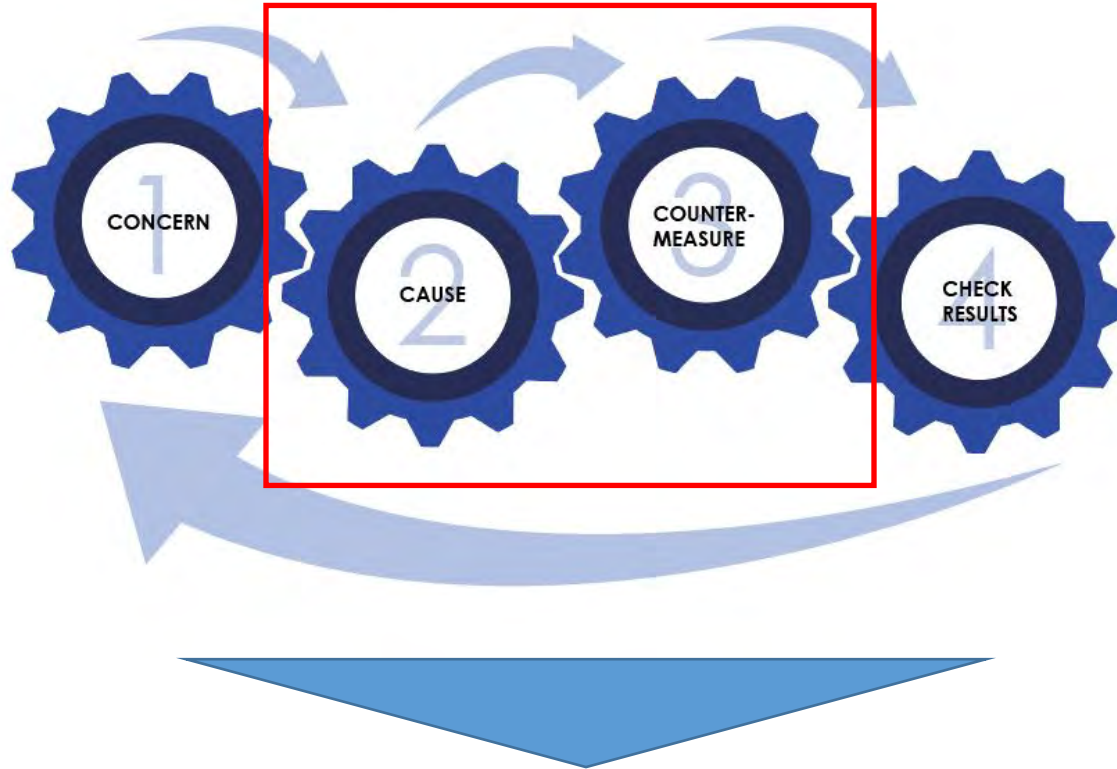 1
CONCERN
2
CAUSE
3
COUNTER-
MEASURE
4
CHECK
RESULTS